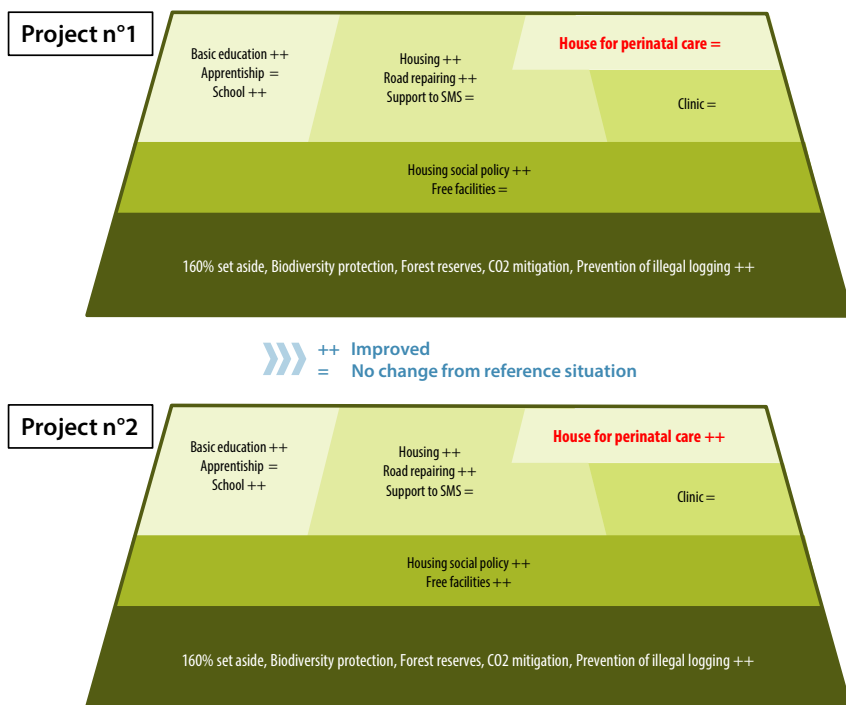 Project n°1
Basic education ++
Apprentiship =
School ++
Housing ++
Road repairing ++
Support to SMS =
House for perinatal care =
Clinic =
Housing social policy ++
Free facilities =
160% set aside, Biodiversity protection, Forest reserves, CO2 mitigation, Prevention of illegal logging ++
++ Improved
= No change from reference situation
Project n°2
Basic education ++
Apprentiship =
School ++
Housing ++
Road repairing ++
Support to SMS =
House for perinatal care ++
Clinic =
Housing social policy ++
Free facilities ++
160% set aside, Biodiversity protection, Forest reserves, CO2 mitigation, Prevention of illegal logging ++